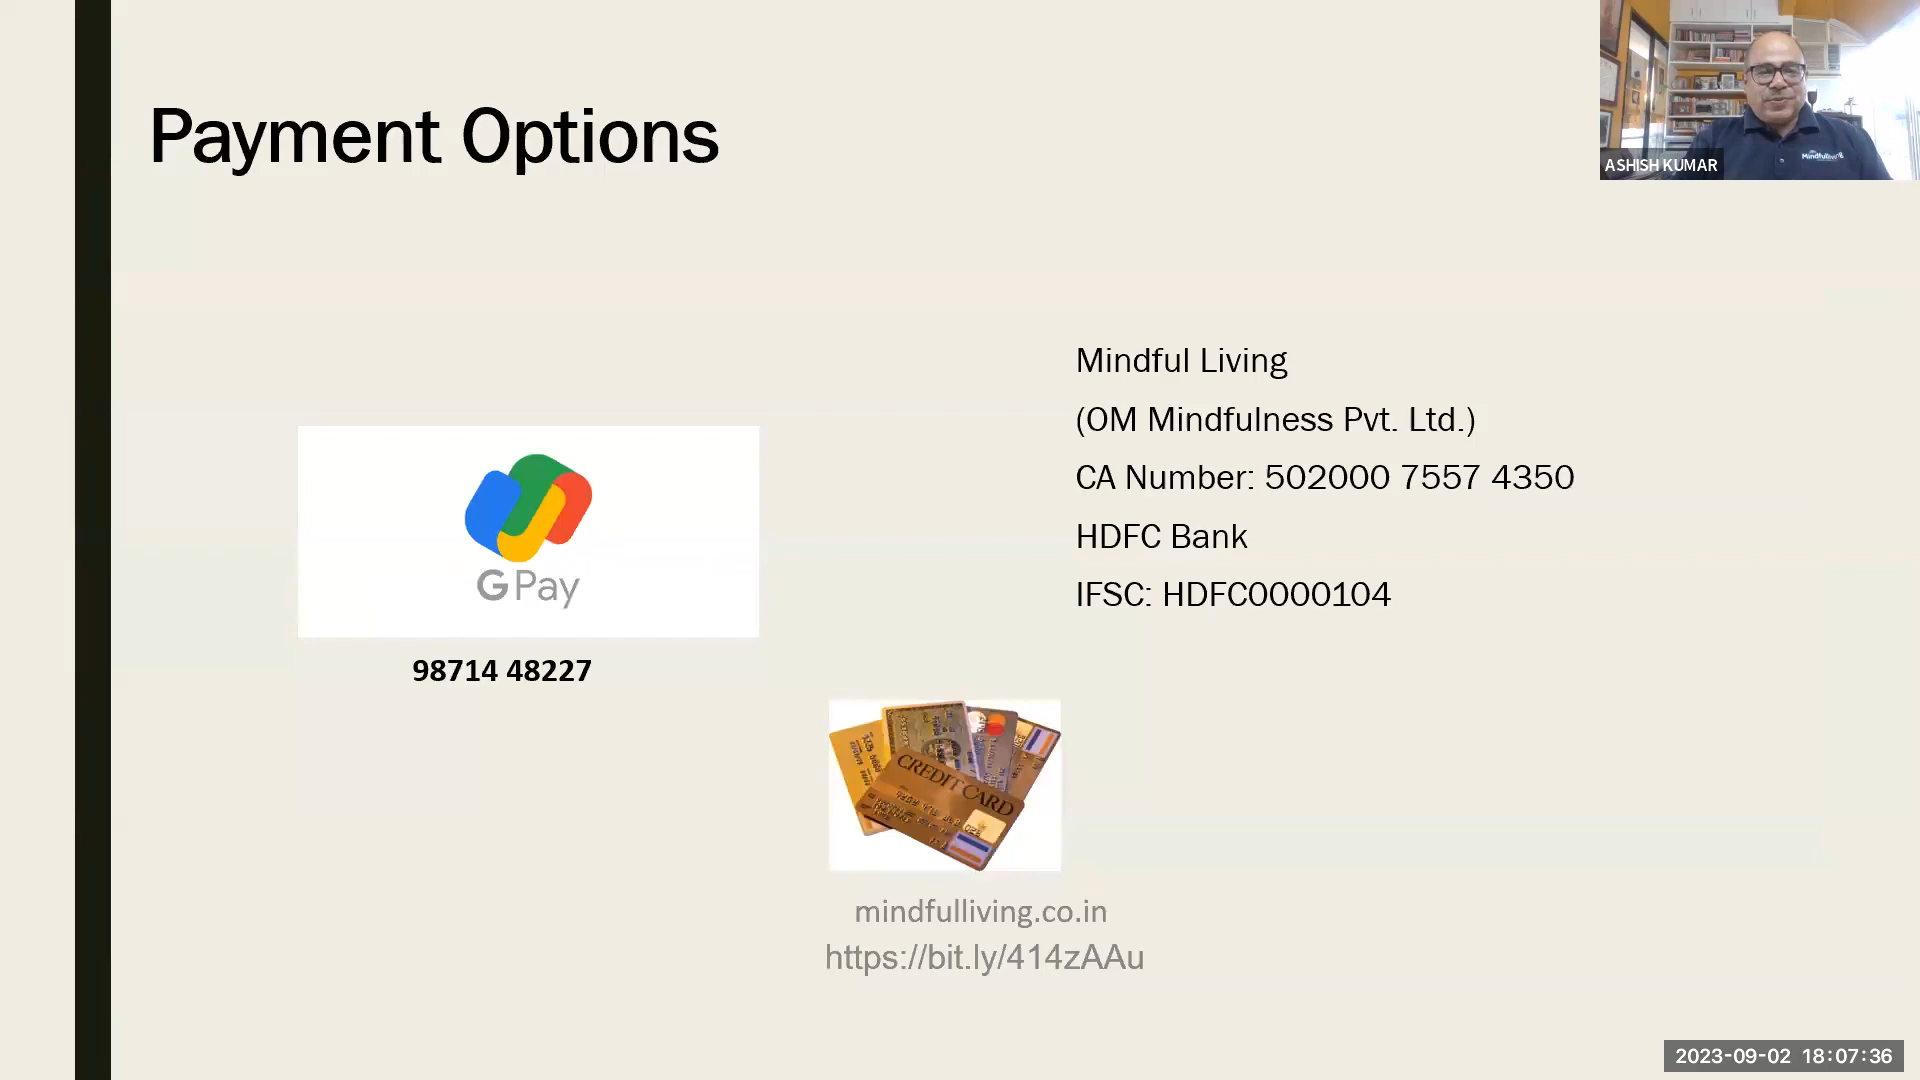 Payment Options
ASHISH KUMAR
Mindfulliving
Mindful Living
(OM Mindfulness Pvt. Ltd.)
CA Number: 502000 7557 4350
HDFC Bank
IFSC: HDFC0000104
G Pay
98714 48227
CREDIT CARD
mindfulliving.co.in
https://bit.ly/414zAAu
2023-09-02 18:07:36